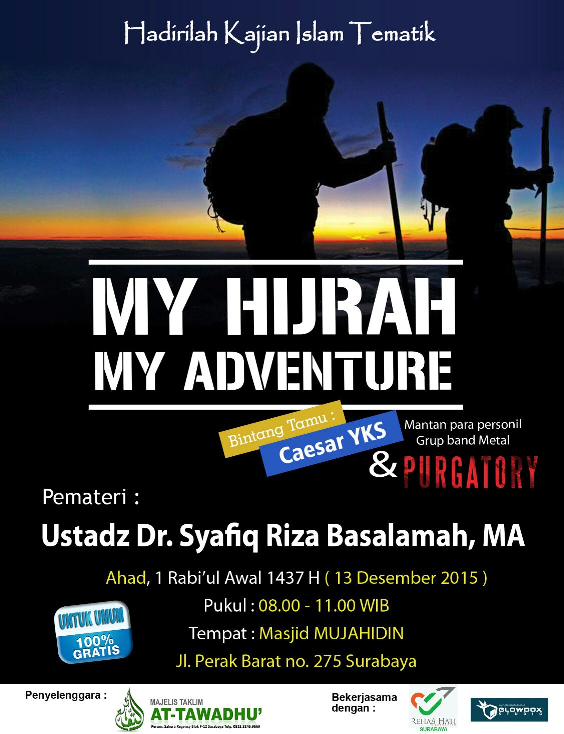 Hadirilah Kajian Islam Tematik
MY HIJRAH
MY ADVENTURE
Bintang Tamu :
Caesar YKS
Mantan para personil
Grup band Metal
& PURGATORY
Pemateri :
Ustadz Dr. Syafiq Riza Basalamah, MA
Ahad, 1 Rabi'ul Awal 1437 H ( 13 Desember 2015 )
Pukul : 08.00 - 11.00 WIB
Tempat : Masjid MUJAHIDIN
Jl. Perak Barat no. 275 Surabaya
UNTUK UMUM
100%
GRATIS
Penyelenggara :
MAJELIS TAKLIM
AT-TAWADHU'
Bekerjasama
dengan :
REHAB HATI
SURABAYA
GLOWDOX